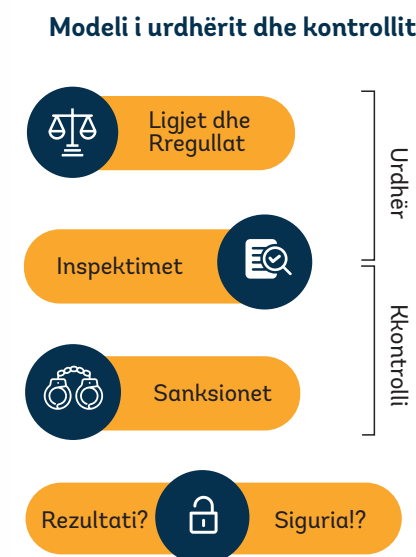 Modeli i urdhërit dhe kontrollit
Ligjet dhe
Rregullat
Urdhër
Inspektimet
Kkontrolli
Sanksionet
Rezultati?
Siguria!?